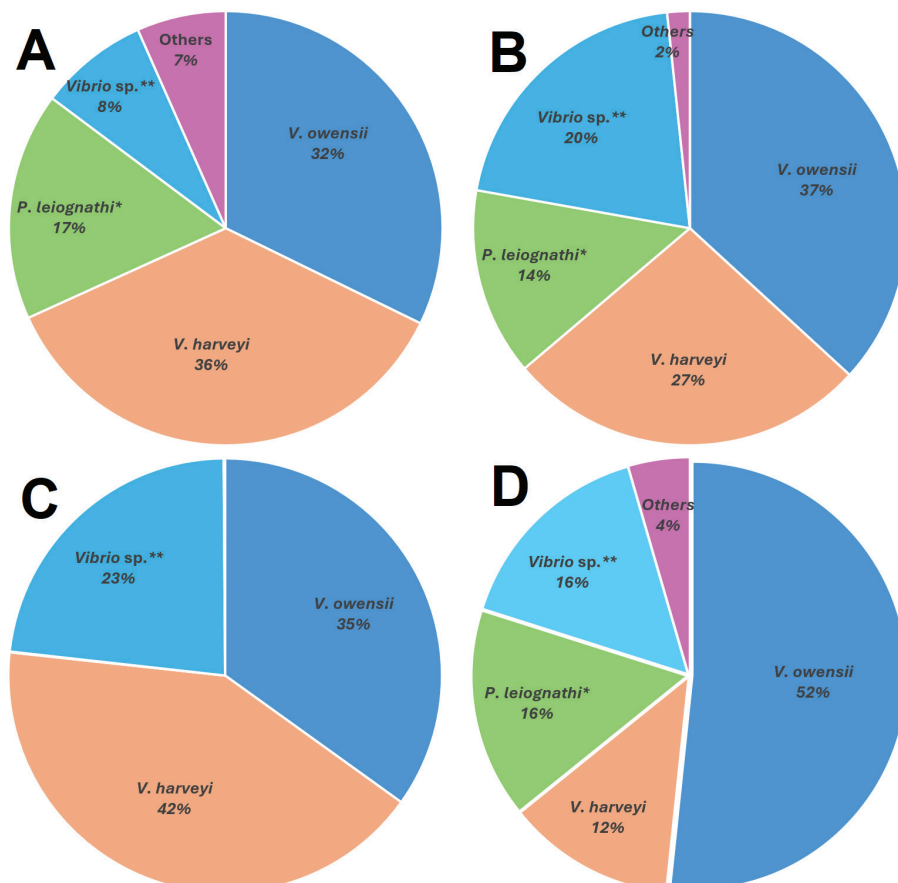 A
Others
7%
Vibrio sp.**
8%
V. owensii
32%
P. leiognathi*
17%
V. harveyi
36%
B
Others
2%
Vibrio sp.**
20%
V. owensii
37%
P. leiognathi*
14%
V. harveyi
27%
C
Vibrio sp.**
23%
V. owensii
35%
V. harveyi
42%
D
Others
4%
Vibrio sp.**
16%
V. owensii
52%
P. leiognathi*
16%
V. harveyi
12%